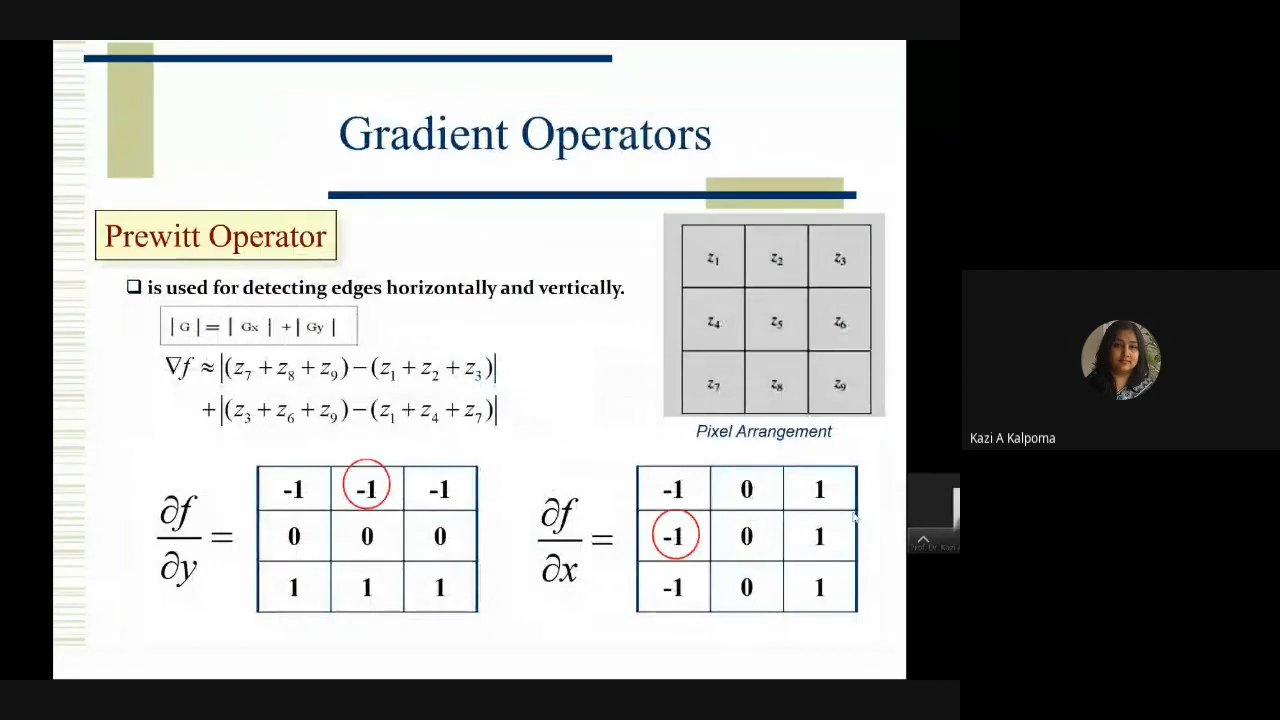 Gradient Operators
Prewitt Operator
❑ is used for detecting edges horizontally and vertically.
|G|=|Gx|+|Gy|
∇f ≈ |(z₇ + z₈ + z₉) − (z₁ + z₂ + z₃)|
+ |(z₃ + z₆ + z₉) − (z₁ + z₄ + z₇)|
z₁ z₂ z₃
z₄ z₅ z₆
z₇ z₈ z₉
Pixel Arrangement
∂f/∂y =
-1 -1 -1
0 0 0
1 1 1
∂f/∂x =
-1 0 1
-1 0 1
-1 0 1
Kazi A Kalpoma
Prof. Dr. Kazi